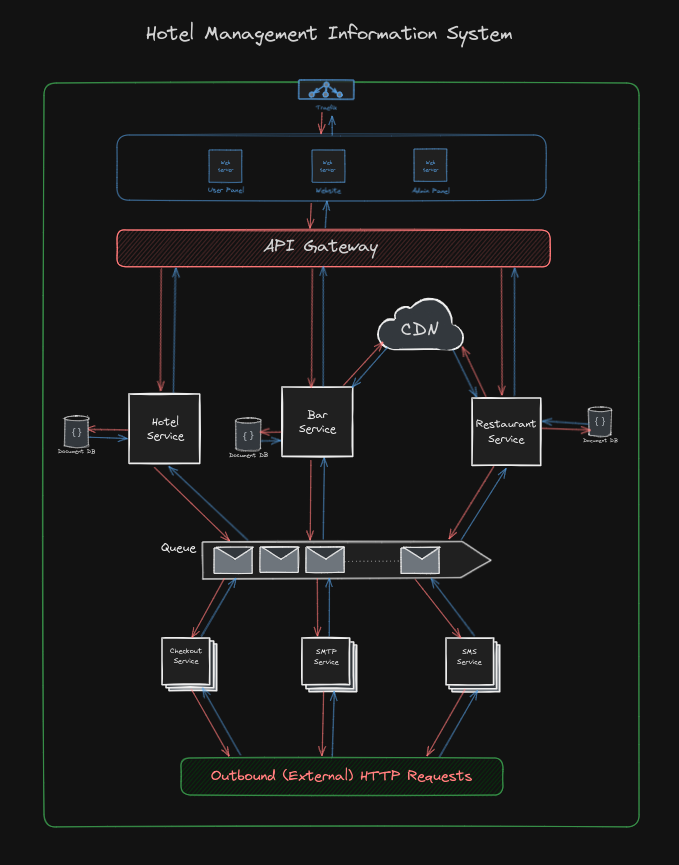 Hotel Management Information System
Traefik
Web
Server
User Panel
Web
Server
Website
Web
Server
Admin Panel
API Gateway
CDN
Hotel
Service
{}
Document DB
Bar
Service
{}
Document DB
Restaurant
Service
{}
Document DB
Queue
Checkout
Service
SMTP
Service
SMS
Service
Outbound (External) HTTP Requests